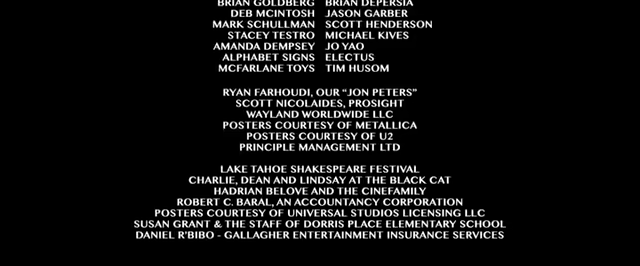 BRIAN GOLDBERG BRIAN DEPERSIA
DEB MCINTOSH JASON GARBER
MARK SCHULLMAN SCOTT HENDERSON
STACEY TESTRO MICHAEL KIVES
AMANDA DEMPSEY JO YAO
ALPHABET SIGNS ELECTUS
MCFARLANE TOYS TIM HUSOM
RYAN FARHOUDI, OUR “JON PETERS”
SCOTT NICOLAIDES, PROSIGHT
WAYLAND WORLDWIDE LLC
POSTERS COURTESY OF METALLICA
POSTERS COURTESY OF U2
PRINCIPLE MANAGEMENT LTD
LAKE TAHOE SHAKESPEARE FESTIVAL
CHARLIE, DEAN AND LINDSAY AT THE BLACK CAT
HADRIAN BELOVE AND THE CINEFAMILY
ROBERT C. BARAL, AN ACCOUNTANCY CORPORATION
POSTERS COURTESY OF UNIVERSAL STUDIOS LICENSING LLC
SUSAN GRANT & THE STAFF OF DORRIS PLACE ELEMENTARY SCHOOL
DANIEL R'BIBO - GALLAGHER ENTERTAINMENT INSURANCE SERVICES